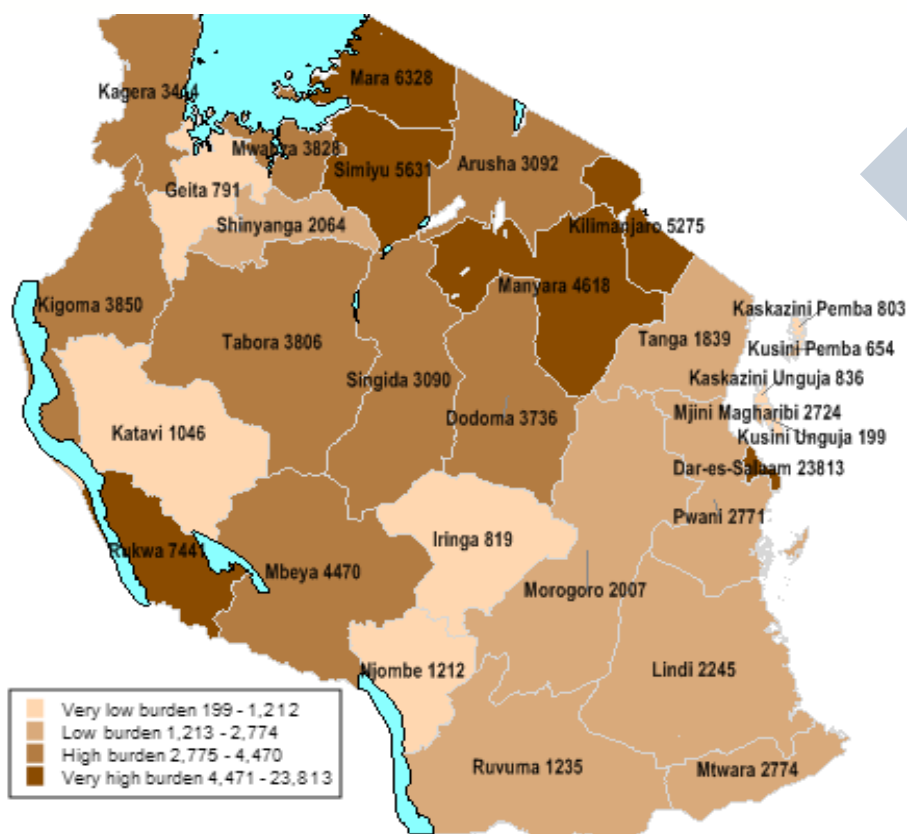 Mara 6328
Kagera 3444
Mwanza 3828
Simiyu 5631
Arusha 3092
Geita 791
Shinyanga 2064
Kilimanjaro 5275
Kigoma 3850
Manyara 4618
Kaskazini Pemba 803
Tabora 3806
Tanga 1839
Kusini Pemba 654
Singida 3090
Kaskazini Unguja 836
Dodoma 3736
Mjini Magharibi 2724
Katavi 1046
Kusini Unguja 199
Dar-es-Salaam 23813
Pwani 2771
Iringa 819
Rukwa 7441
Mbeya 4470
Morogoro 2007
Njombe 1212
Lindi 2245
Ruvuma 1235
Mtwara 2774
Very low burden 199 - 1,212
Low burden 1,213 - 2,774
High burden 2,775 - 4,470
Very high burden 4,471 - 23,813